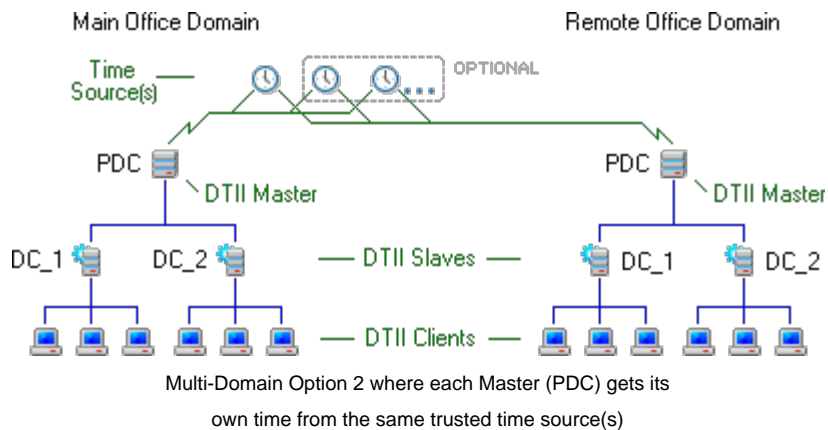 Main Office Domain
Remote Office Domain
Time
Source(s)
OPTIONAL
PDC
PDC
DTII Master
DTII Master
DC_1
DC_2
DTII Slaves
DC_1
DC_2
DTII Clients
Multi-Domain Option 2 where each Master (PDC) gets its
own time from the same trusted time source(s)